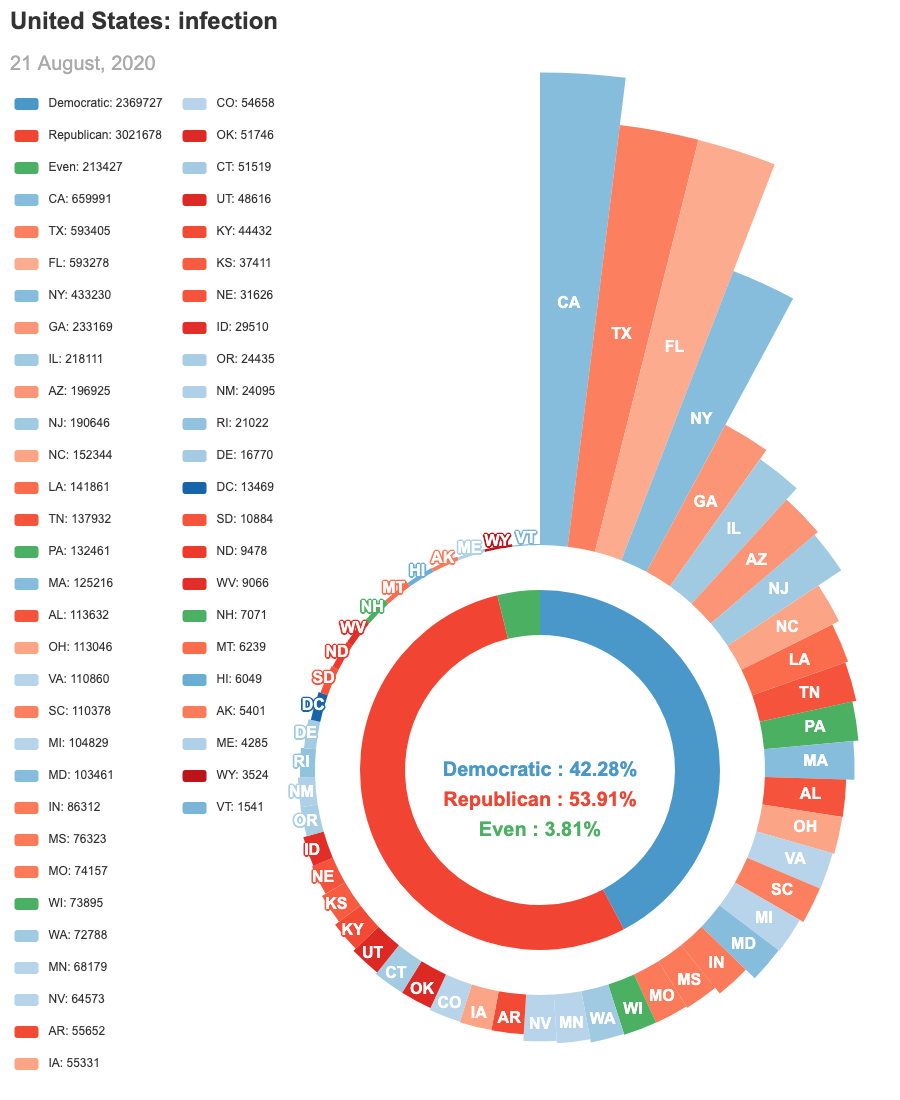 United States: infection
21 August, 2020
Democratic: 2369727
Republican: 3021678
Even: 213427
CA: 659991
TX: 593405
FL: 593278
NY: 433230
GA: 233169
IL: 218111
AZ: 196925
NJ: 190646
NC: 152344
LA: 141861
TN: 137932
PA: 132461
MA: 125216
AL: 113632
OH: 113046
VA: 110860
SC: 110378
MI: 104829
MD: 103461
IN: 86312
MS: 76323
MO: 74157
WI: 73895
WA: 72788
MN: 68179
NV: 64573
AR: 55652
IA: 55331
CO: 54658
OK: 51746
CT: 51519
UT: 48616
KY: 44432
KS: 37411
NE: 31626
ID: 29510
OR: 24435
NM: 24095
RI: 21022
DE: 16770
DC: 13469
SD: 10884
ND: 9478
WV: 9066
NH: 7071
MT: 6239
HI: 6049
AK: 5401
ME: 4285
WY: 3524
VT: 1541
CA
TX
FL
NY
GA
IL
AZ
NJ
NC
LA
TN
PA
MA
AL
OH
VA
SC
MI
MD
IN
MS
MO
WI
WA
MN
NV
AR
IA
CO
OK
CT
UT
KY
KS
NE
ID
OR
NM
RI
DE
DC
SD
ND
WV
NH
MT
HI
AK
ME
WY
VT
Democratic : 42.28%
Republican : 53.91%
Even : 3.81%